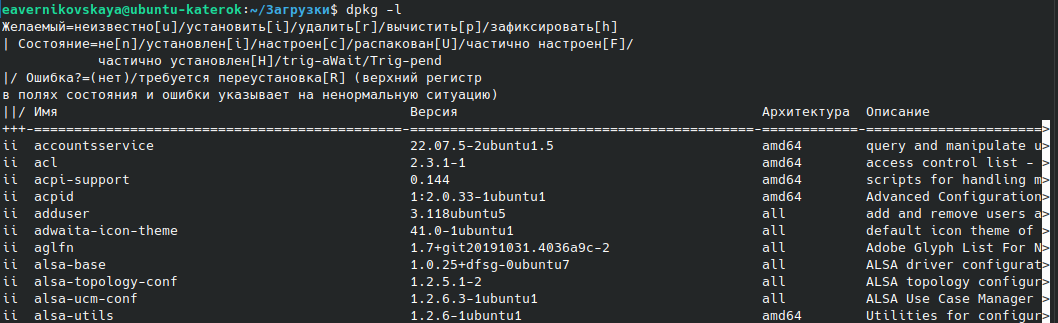 eavernikovskaya@ubuntu-katerok:~/Загрузки$ dpkg -l
Желаемый=неизвестно[u]/установить[i]/удалить[r]/вычистить[p]/зафиксировать[h]
| Состояние=не[n]/установлен[i]/настроен[c]/распакован[U]/частично настроен[F]/
            частично установлен[H]/trig-aWait/Trig-pend
|/ Ошибка?=(нет)/требуется переустановка[R] (верхний регистр
в полях состояния и ошибки указывает на ненормальную ситуацию)
||/ Имя                                            Версия                                      Архитектура  Описание
+++-==============================================-===========================================-============-======================>
ii  accountsservice                                22.07.5-2ubuntu1.5                          amd64        query and manipulate u>
ii  acl                                            2.3.1-1                                     amd64        access control list - >
ii  acpi-support                                   0.144                                       amd64        scripts for handling m>
ii  acpid                                          1:2.0.33-1ubuntu1                           amd64        Advanced Configuration>
ii  adduser                                        3.118ubuntu5                                all          add and remove users a>
ii  adwaita-icon-theme                             41.0-1ubuntu1                               all          default icon theme of >
ii  aglfn                                          1.7+git20191031.4036a9c-2                   all          Adobe Glyph List For N>
ii  alsa-base                                      1.0.25+dfsg-0ubuntu7                        all          ALSA driver configurat>
ii  alsa-topology-conf                             1.2.5.1-2                                   all          ALSA topology configur>
ii  alsa-ucm-conf                                  1.2.6.3-1ubuntu1                            all          ALSA Use Case Manager >
ii  alsa-utils                                     1.2.6-1ubuntu1                              amd64        Utilities for configur>